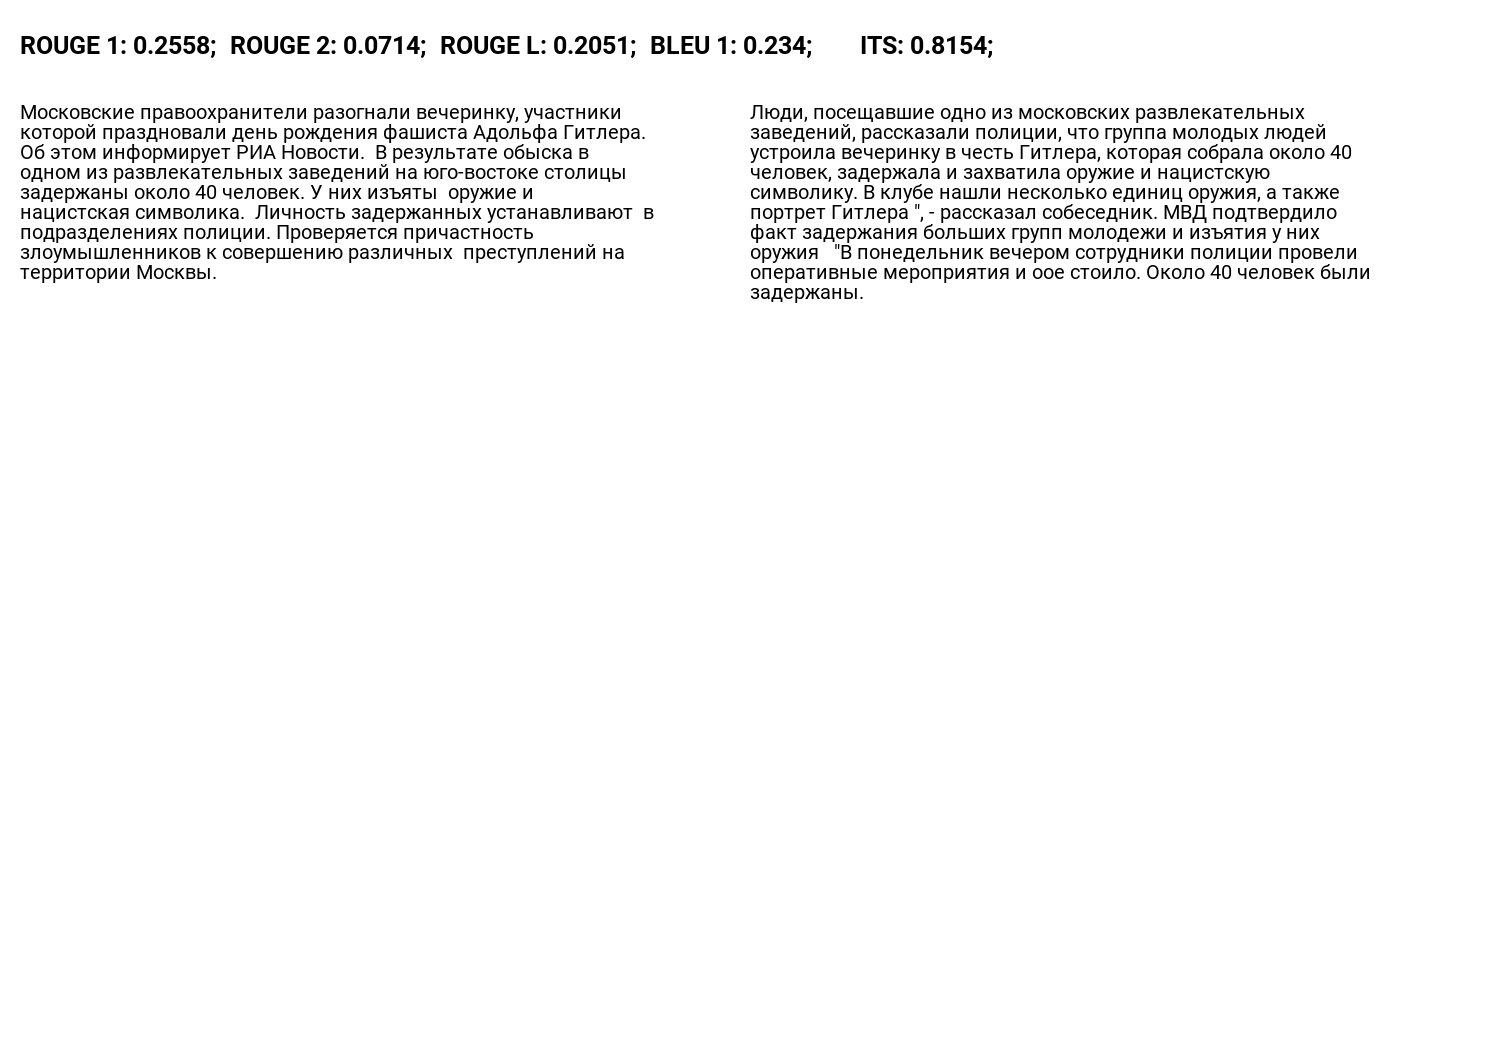 ROUGE 1: 0.2558;  ROUGE 2: 0.0714;  ROUGE L: 0.2051;  BLEU 1: 0.234;  ITS: 0.8154;
Московские правоохранители разогнали вечеринку, участники
которой праздновали день рождения фашиста Адольфа Гитлера.
Об этом информирует РИА Новости.  В результате обыска в
одном из развлекательных заведений на юго-востоке столицы
задержаны около 40 человек. У них изъяты  оружие и
нацистская символика.  Личность задержанных устанавливают  в
подразделениях полиции. Проверяется причастность
злоумышленников к совершению различных  преступлений на
территории Москвы.
Люди, посещавшие одно из московских развлекательных
заведений, рассказали полиции, что группа молодых людей
устроила вечеринку в честь Гитлера, которая собрала около 40
человек, задержала и захватила оружие и нацистскую
символику. В клубе нашли несколько единиц оружия, а также
портрет Гитлера ", - рассказал собеседник. МВД подтвердило
факт задержания больших групп молодежи и изъятия у них
оружия   "В понедельник вечером сотрудники полиции провели
оперативные мероприятия и оое стоило. Около 40 человек были
задержаны.